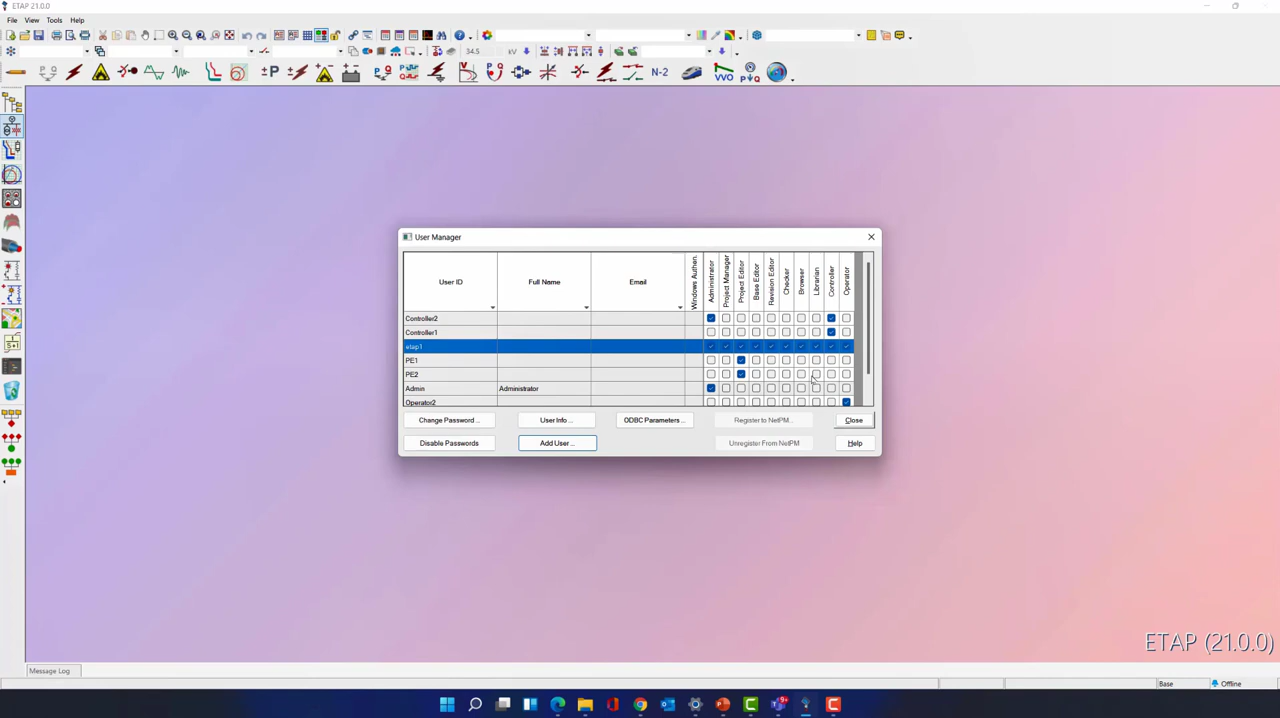 ETAP 21.0.0
File View Tools Help
34.5 kV
N-2
VVO
User Manager
User ID Full Name Email Windows Authen. Administrator Project Manager Project Editor Base Editor Revision Editor Checker Browser Librarian Controller Operator
Controller2
Controller1
etap1
PE1
PE2
Admin Administrator
Operator2
Change Password ... User Info ... ODBC Parameters ... Register to NetPM... Close
Disable Passwords Add User ... Unregister From NetPM Help
ETAP (21.0.0)
Message Log
Base Offline